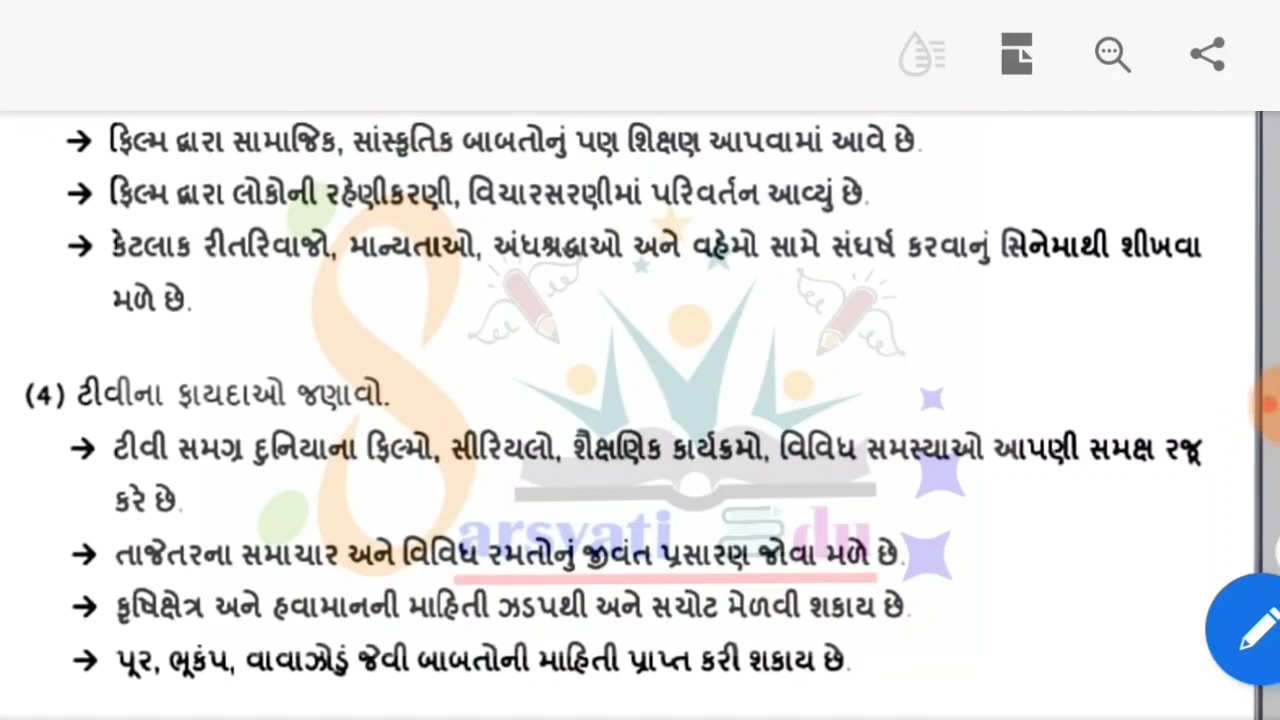 → ફિલ્મ દ્વારા સામાજિક, સાંસ્કૃતિક બાબતોનું પણ શિક્ષણ આપવામાં આવે છે.
→ ફિલ્મ દ્વારા લોકોની રહેણીકરણી, વિચારસરણીમાં પરિવર્તન આવ્યું છે.
→ કેટલાક રીતરિવાજો, માન્યતાઓ, અંધશ્રદ્ધાઓ અને વહેમો સામે સંઘર્ષ કરવાનું સિનેમાથી શીખવા
મળે છે.
(4) ટીવીના ફાયદાઓ જણાવો.
→ ટીવી સમગ્ર દુનિયાના ફિલ્મો, સીરિયલો, શૈક્ષણિક કાર્યક્રમો, વિવિધ સમસ્યાઓ આપણી સમક્ષ રજૂ
કરે છે.
arsvati Edu
→ તાજેતરના સમાચાર અને વિવિધ રમતોનું જીવંત પ્રસારણ જોવા મળે છે.
→ કૃષિક્ષેત્ર અને હવામાનની માહિતી ઝડપથી અને સચોટ મેળવી શકાય છે.
→ પૂર, ભૂકંપ, વાવાઝોડું જેવી બાબતોની માહિતી પ્રાપ્ત કરી શકાય છે.